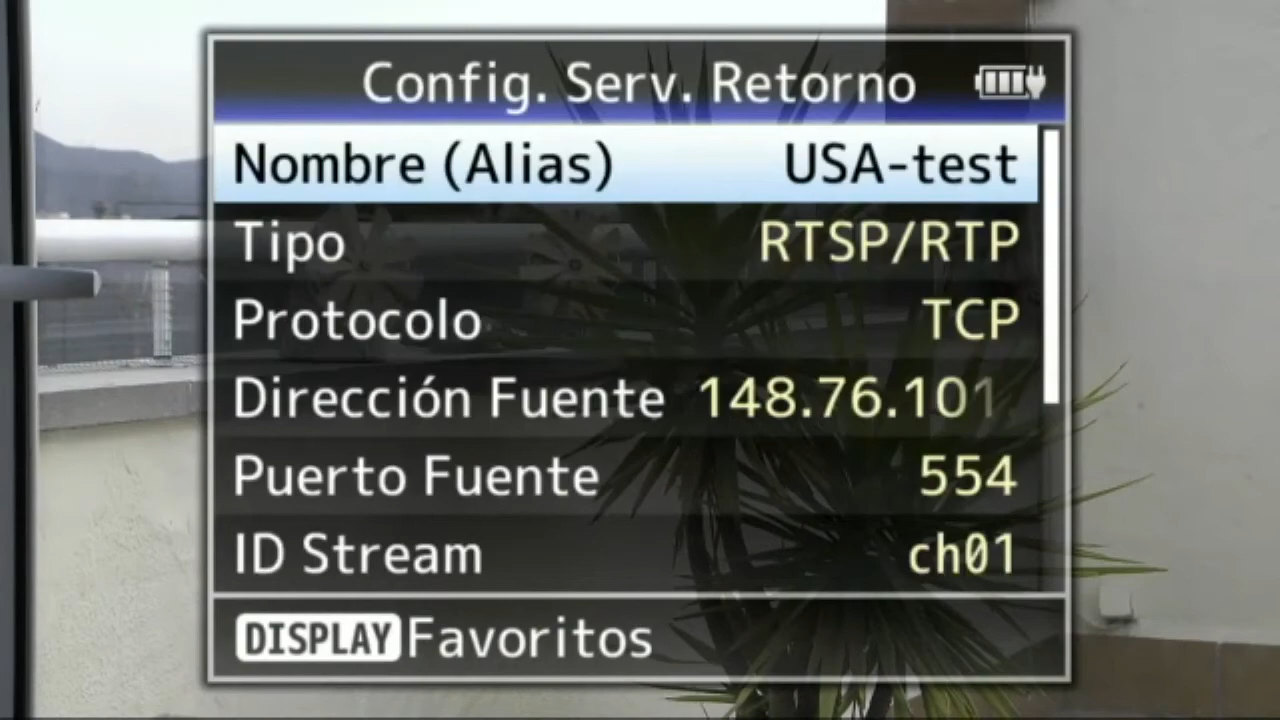 Config. Serv. Retorno
Nombre (Alias) USA-test
Tipo RTSP/RTP
Protocolo TCP
Dirección Fuente 148.76.101.
Puerto Fuente 554
ID Stream ch01
DISPLAY Favoritos